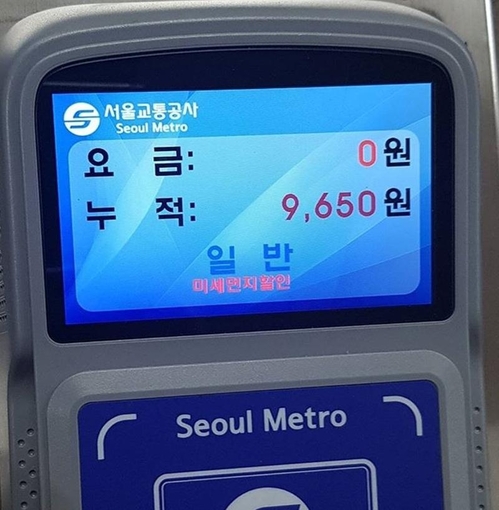 서울교통공사
Seoul Metro
요 금: 0원
누 적: 9,650원
일 반
미세먼지할인
Seoul Metro